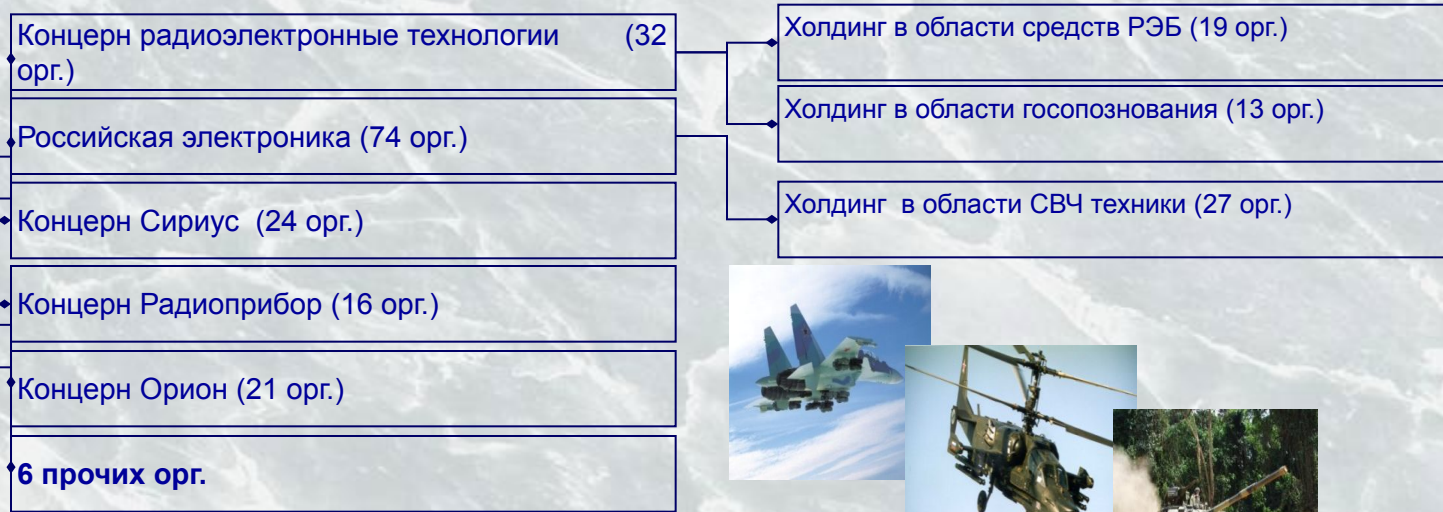 Концерн радиоэлектронные технологии (32
орг.)
Российская электроника (74 орг.)
Концерн Сириус (24 орг.)
Концерн Радиоприбор (16 орг.)
Концерн Орион (21 орг.)
6 прочих орг.
Холдинг в области средств РЭБ (19 орг.)
Холдинг в области госопознования (13 орг.)
Холдинг в области СВЧ техники (27 орг.)